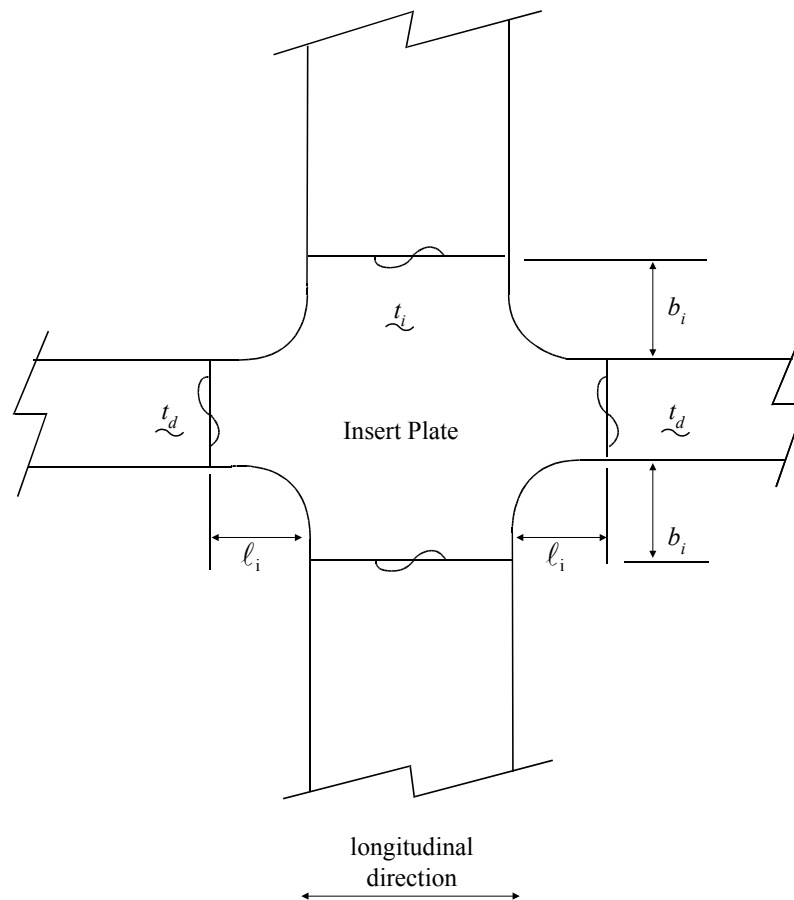 t_i
b_i
t_d
Insert Plate
t_d
ℓ_i
ℓ_i
b_i
longitudinal
direction